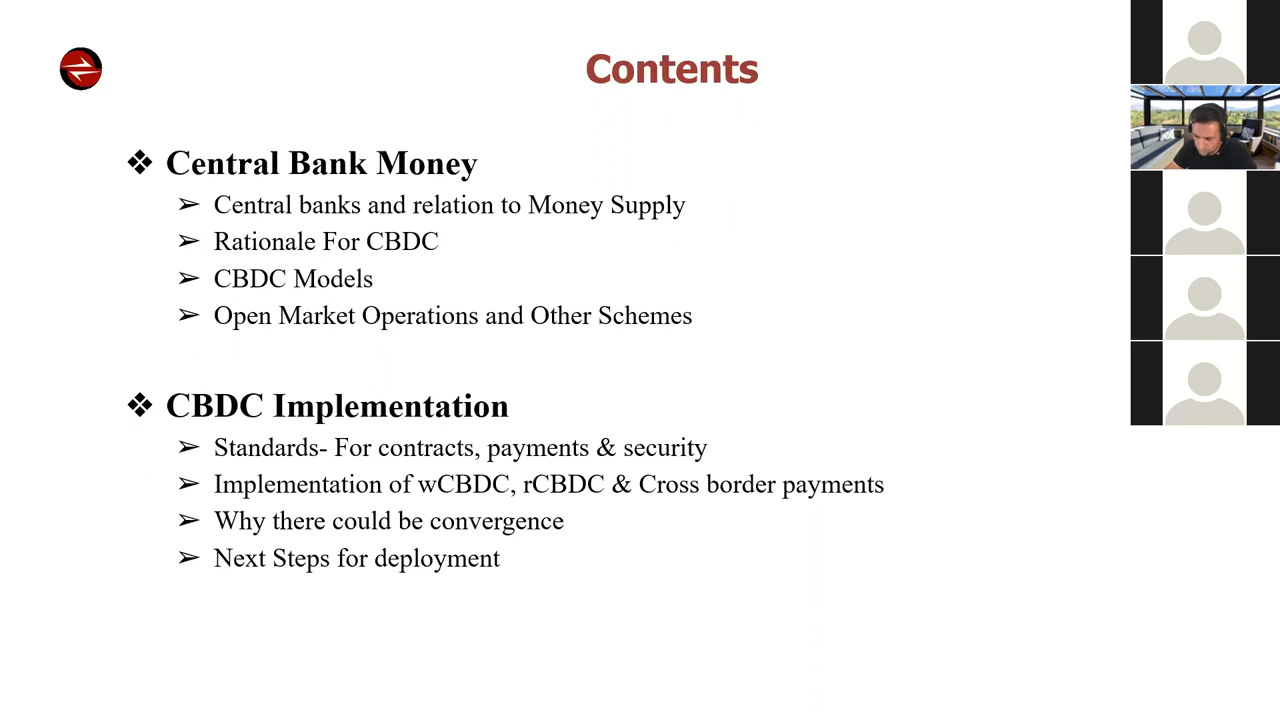 Contents
❖ Central Bank Money
➢ Central banks and relation to Money Supply
➢ Rationale For CBDC
➢ CBDC Models
➢ Open Market Operations and Other Schemes
❖ CBDC Implementation
➢ Standards- For contracts, payments & security
➢ Implementation of wCBDC, rCBDC & Cross border payments
➢ Why there could be convergence
➢ Next Steps for deployment